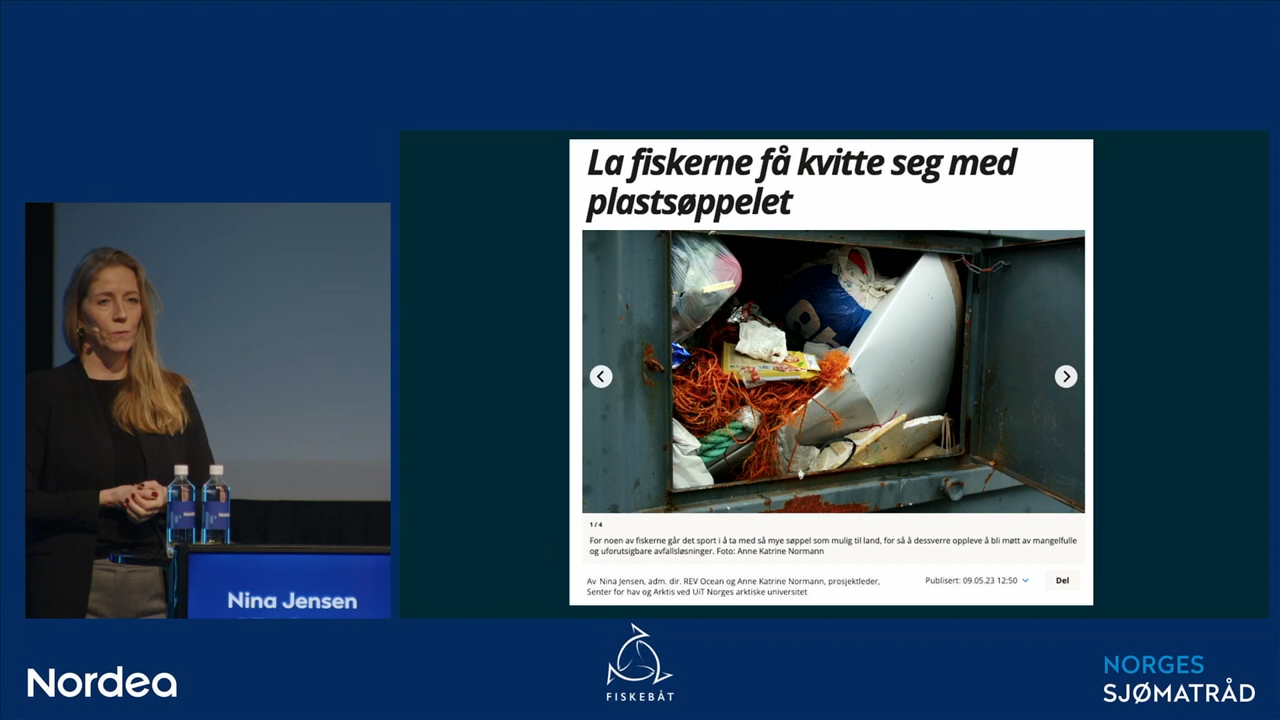 La fiskerne få kvitte seg med
plastsøppelet
1 / 4
For noen av fiskerne går det sport i å ta med så mye søppel som mulig til land, for så å dessverre oppleve å bli møtt av mangelfulle
og uforutsigbare avfallsløsninger. Foto: Anne Katrine Normann
Av Nina Jensen, adm. dir. REV Ocean og Anne Katrine Normann, prosjektleder,
Senter for hav og Arktis ved UiT Norges arktiske universitet
Publisert: 09.05.23 12:50
Del
Nina Jensen
Nordea
FISKEBÅT
NORGES
SJØMATRÅD